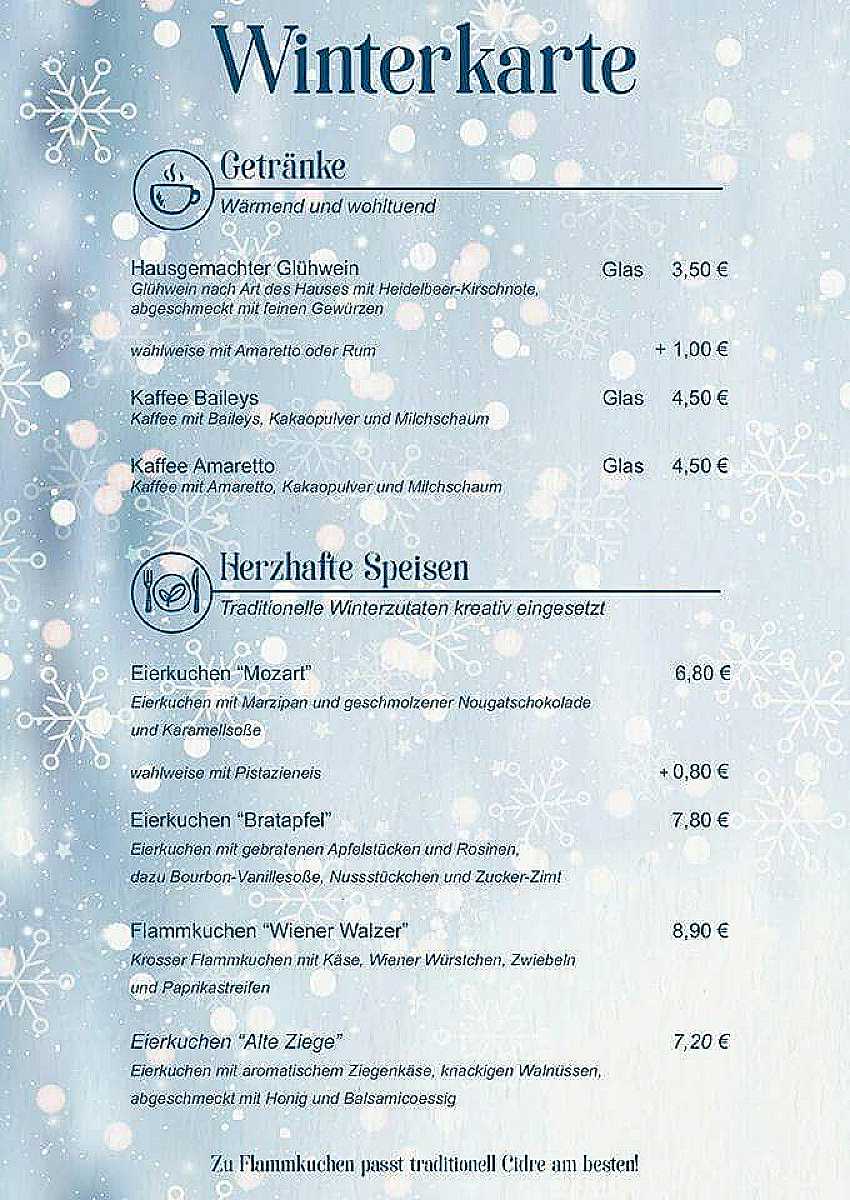 Winterkarte
Getränke
Wärmend und wohltuend
Hausgemachter Glühwein Glas 3,50 €
Glühwein nach Art des Hauses mit Heidelbeer-Kirschnote,
abgeschmeckt mit feinen Gewürzen
wahlweise mit Amaretto oder Rum + 1,00 €
Kaffee Baileys Glas 4,50 €
Kaffee mit Baileys, Kakaopulver und Milchschaum
Kaffee Amaretto Glas 4,50 €
Kaffee mit Amaretto, Kakaopulver und Milchschaum
Herzhafte Speisen
Traditionelle Winterzutaten kreativ eingesetzt
Eierkuchen “Mozart” 6,80 €
Eierkuchen mit Marzipan und geschmolzener Nougatschokolade
und Karamellsoße
wahlweise mit Pistazieneis + 0,80 €
Eierkuchen “Bratapfel” 7,80 €
Eierkuchen mit gebratenen Apfelstücken und Rosinen,
dazu Bourbon-Vanillesoße, Nussstückchen und Zucker-Zimt
Flammkuchen “Wiener Walzer” 8,90 €
Krosser Flammkuchen mit Käse, Wiener Würstchen, Zwiebeln
und Paprikastreifen
Eierkuchen “Alte Ziege” 7,20 €
Eierkuchen mit aromatischem Ziegenkäse, knackigen Walnüssen,
abgeschmeckt mit Honig und Balsamicoessig
Zu Flammkuchen passt traditionell Cidre am besten!